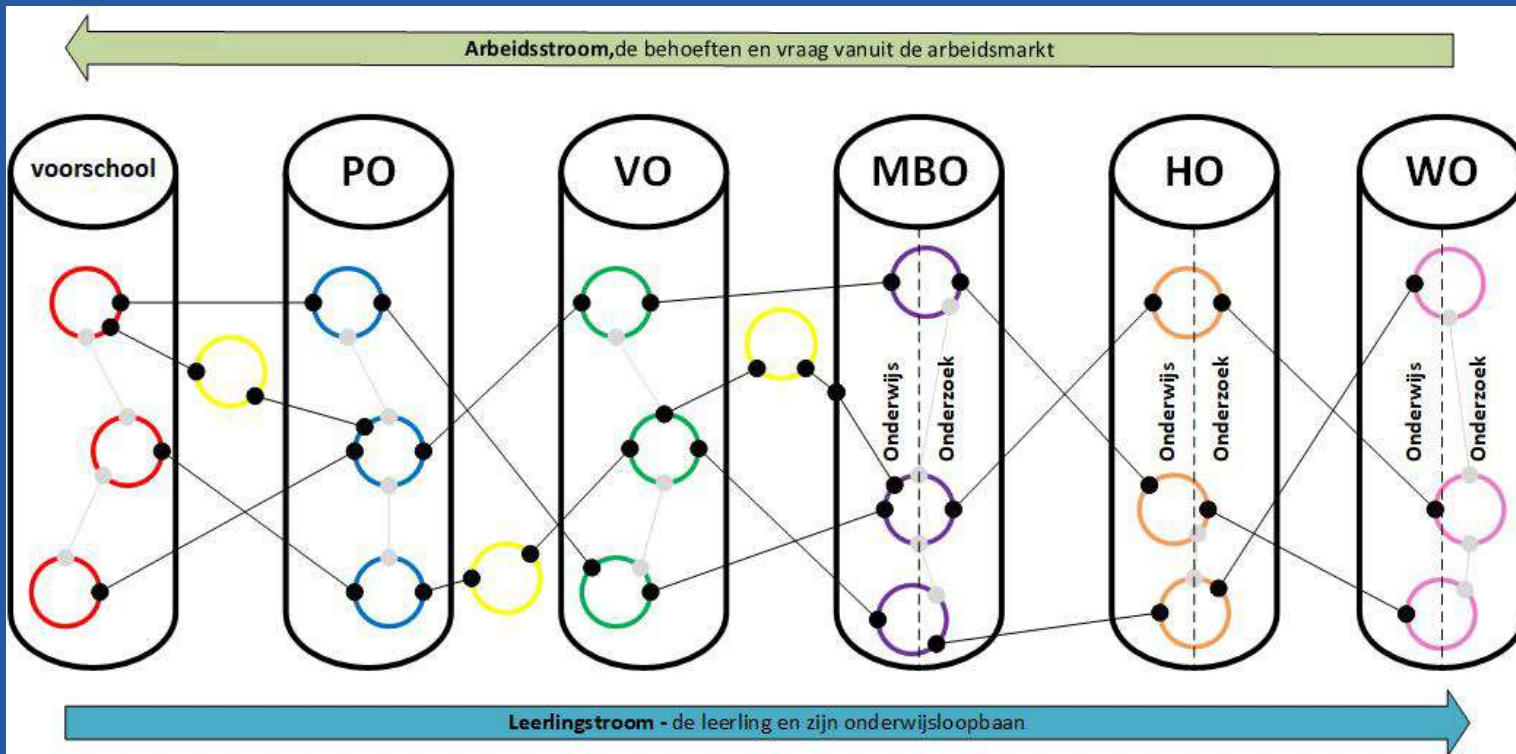 Arbeidsstroom,de behoeften en vraag vanuit de arbeidsmarkt
voorschool
PO
VO
MBO
HO
WO
Onderwijs
Onderzoek
Onderwijs
Onderzoek
Onderwijs
Onderzoek
Leerlingstroom - de leerling en zijn onderwijsloopbaan